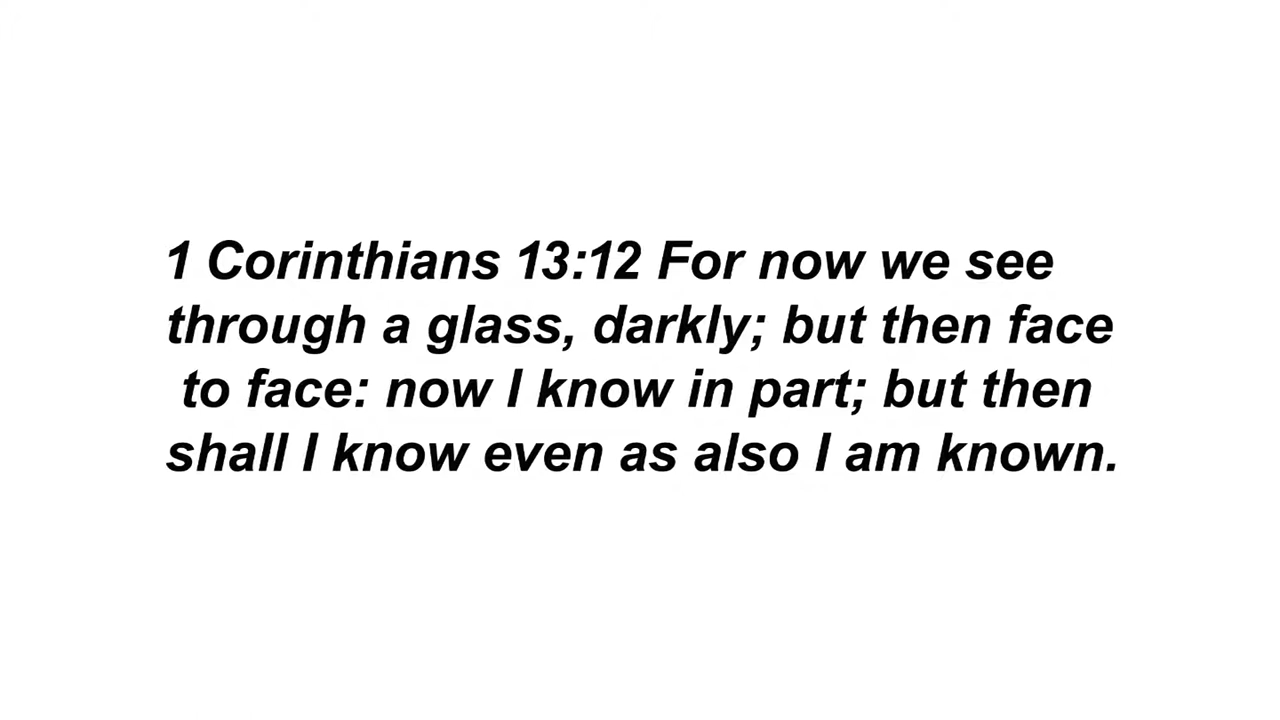 1 Corinthians 13:12 For now we see
through a glass, darkly; but then face
to face: now I know in part; but then
shall I know even as also I am known.